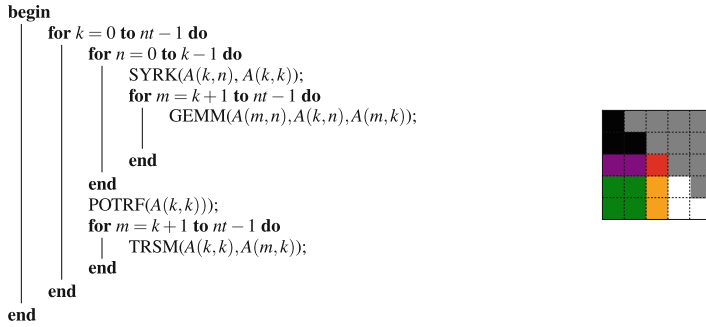 begin
for k = 0 to nt − 1 do
for n = 0 to k − 1 do
SYRK(A(k,n), A(k,k));
for m = k + 1 to nt − 1 do
GEMM(A(m,n),A(k,n),A(m,k));
end
end
POTRF(A(k,k)));
for m = k + 1 to nt − 1 do
TRSM(A(k,k),A(m,k));
end
end
end